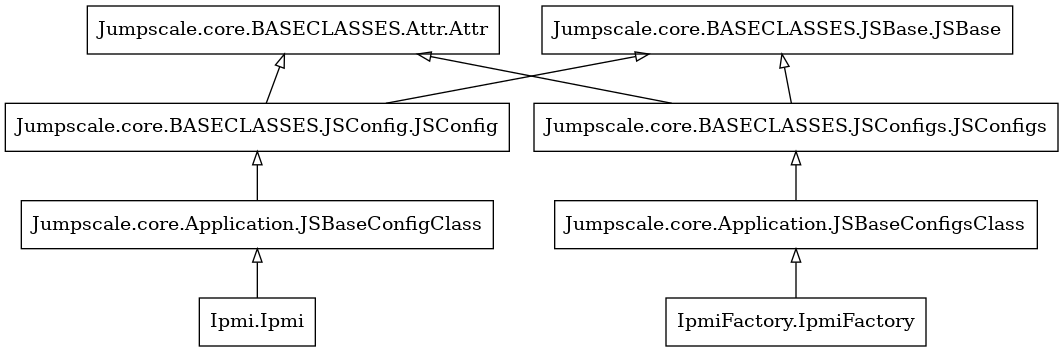 Jumpscale.core.BASECLASSES.Attr.Attr
Jumpscale.core.BASECLASSES.JSBase.JSBase
Jumpscale.core.BASECLASSES.JSConfig.JSConfig
Jumpscale.core.BASECLASSES.JSConfigs.JSConfigs
Jumpscale.core.Application.JSBaseConfigClass
Jumpscale.core.Application.JSBaseConfigsClass
Ipmi.Ipmi
IpmiFactory.IpmiFactory